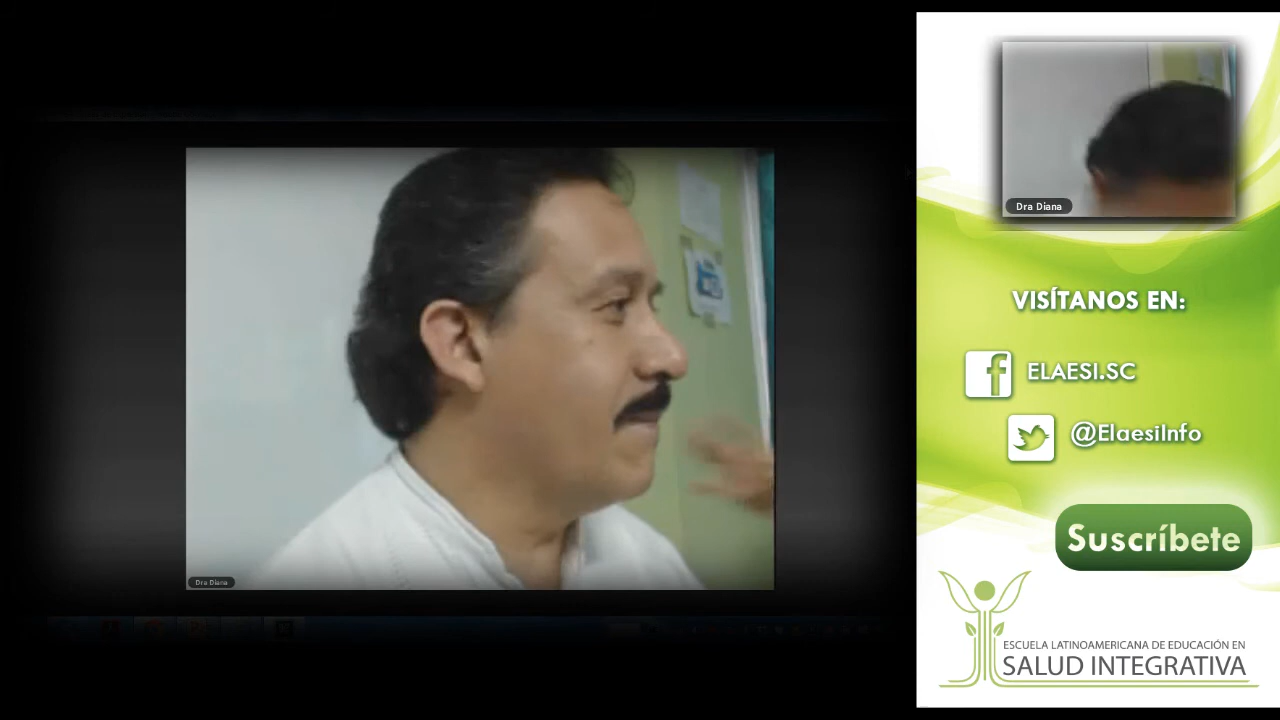 Dra Diana
Dra Diana
VISÍTANOS EN:
ELAESI.SC
@ElaesiInfo
Suscríbete
ESCUELA LATINOAMERICANA DE EDUCACIÓN EN
SALUD INTEGRATIVA